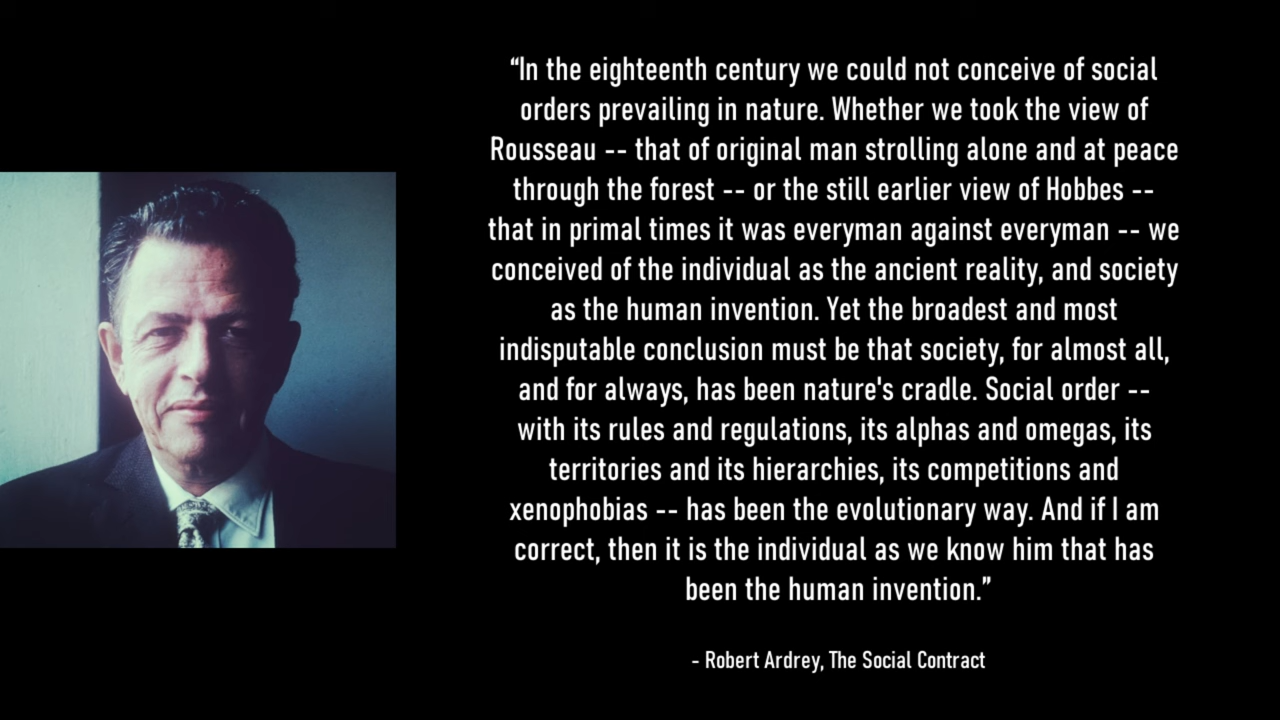 “In the eighteenth century we could not conceive of social
orders prevailing in nature. Whether we took the view of
Rousseau -- that of original man strolling alone and at peace
through the forest -- or the still earlier view of Hobbes --
that in primal times it was everyman against everyman -- we
conceived of the individual as the ancient reality, and society
as the human invention. Yet the broadest and most
indisputable conclusion must be that society, for almost all,
and for always, has been nature's cradle. Social order --
with its rules and regulations, its alphas and omegas, its
territories and its hierarchies, its competitions and
xenophobias -- has been the evolutionary way. And if I am
correct, then it is the individual as we know him that has
been the human invention.”
- Robert Ardrey, The Social Contract